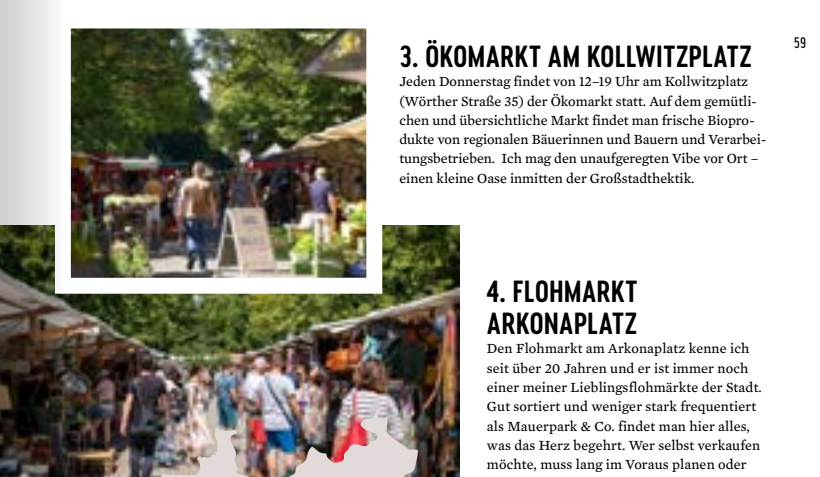 59
3. ÖKOMARKT AM KOLLWITZPLATZ
Jeden Donnerstag findet von 12–19 Uhr am Kollwitzplatz
(Wörther Straße 35) der Ökomarkt statt. Auf dem gemütli-
chen und übersichtliche Markt findet man frische Biopro-
dukte von regionalen Bäuerinnen und Bauern und Verarbei-
tungsbetrieben.  Ich mag den unaufgeregten Vibe vor Ort –
einen kleine Oase inmitten der Großstadthektik.
4. FLOHMARKT
ARKONAPLATZ
Den Flohmarkt am Arkonaplatz kenne ich
seit über 20 Jahren und er ist immer noch
einer meiner Lieblingsflohmärkte der Stadt.
Gut sortiert und weniger stark frequentiert
als Mauerpark & Co. findet man hier alles,
was das Herz begehrt. Wer selbst verkaufen
möchte, muss lang im Voraus planen oder